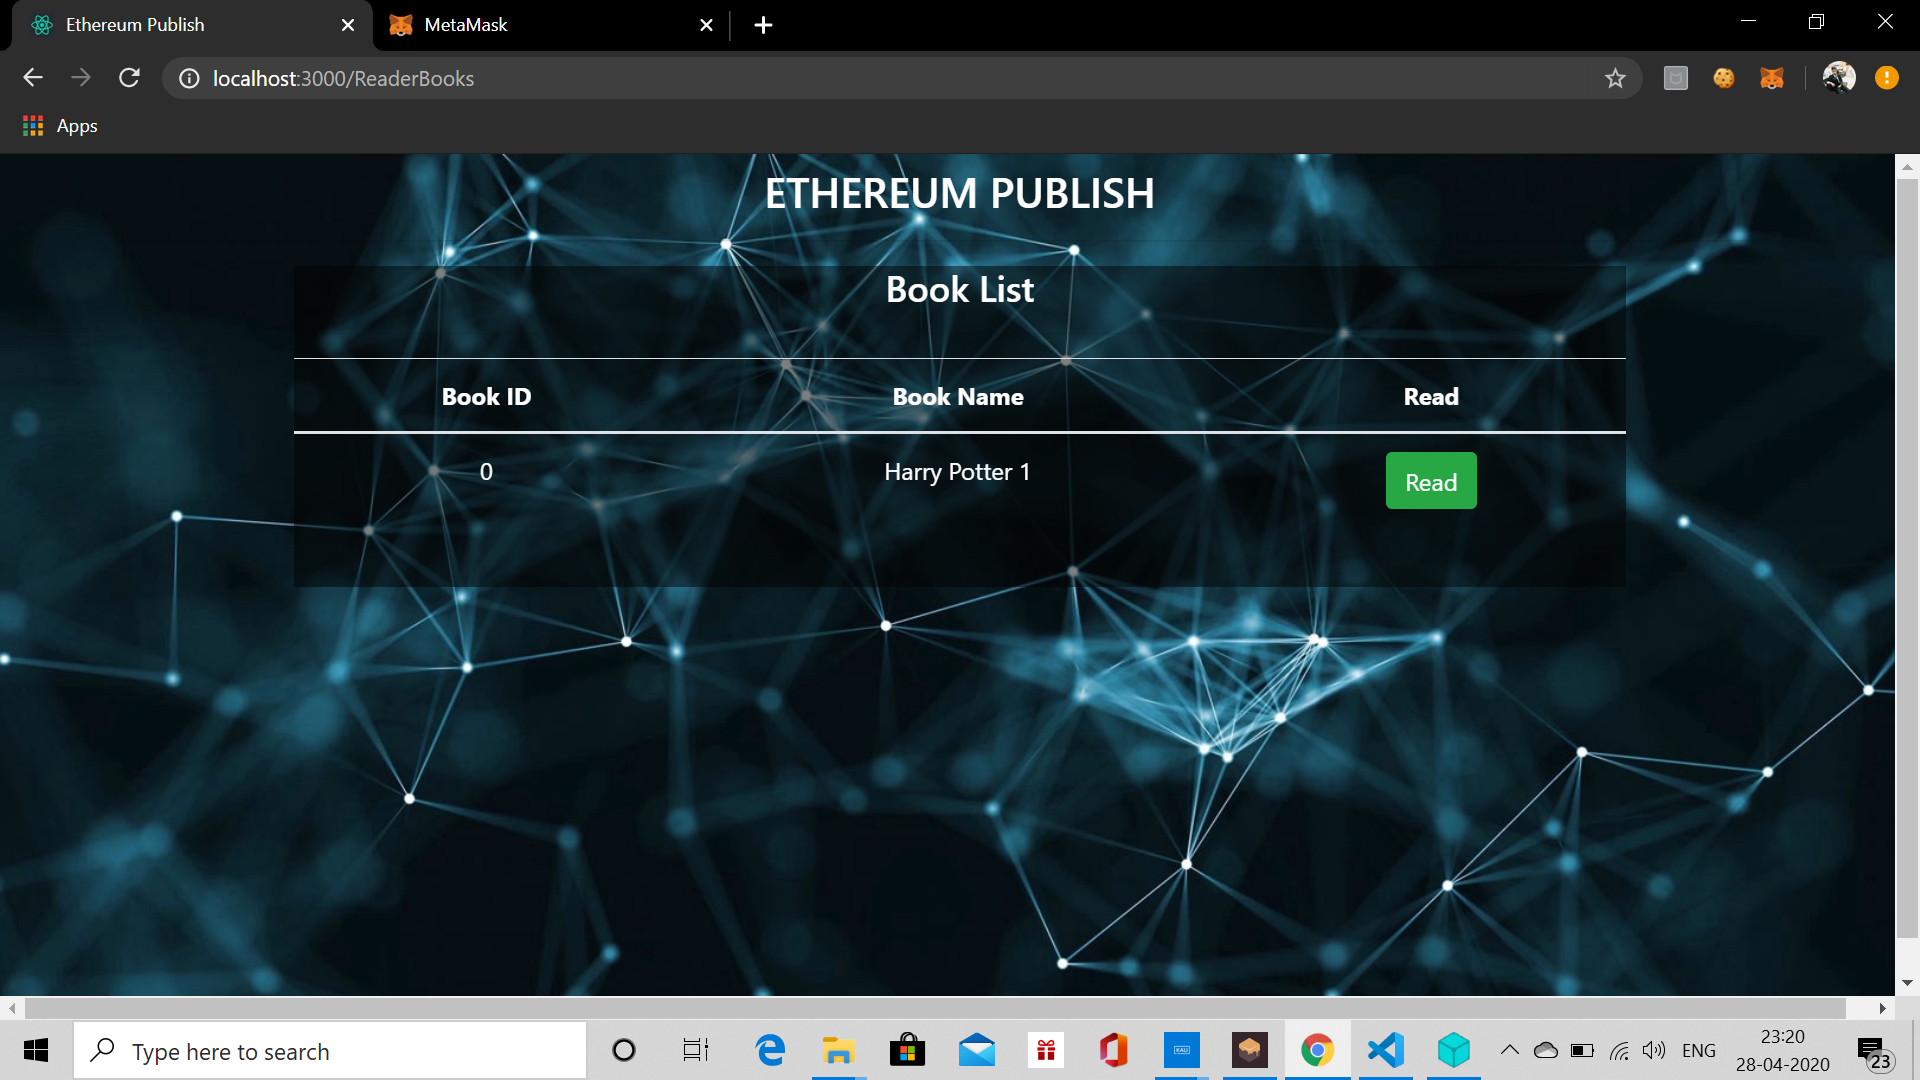 Ethereum Publish
MetaMask
localhost:3000/ReaderBooks
Apps
ETHEREUM PUBLISH
Book List
Book ID Book Name Read
0 Harry Potter 1 Read
Type here to search
KALI
ENG
23:20
28-04-2020
23